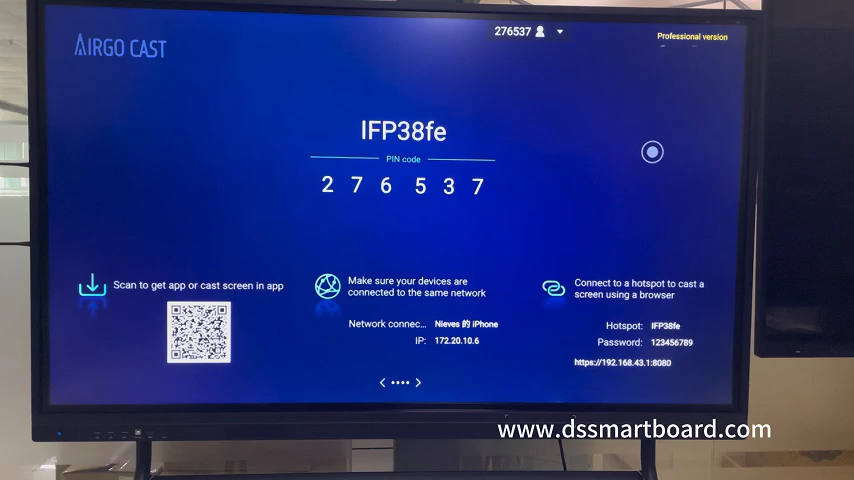 276537
Professional version
AIRGO CAST
IFP38fe
PIN code
2 7 6 5 3 7
Scan to get app or cast screen in app
Make sure your devices are
connected to the same network
Network connec... Nieves 的 iPhone
IP: 172.20.10.6
Connect to a hotspot to cast a
screen using a browser
Hotspot: IFP38fe
Password: 123456789
https://192.168.43.1:8080
www.dssmartboard.com